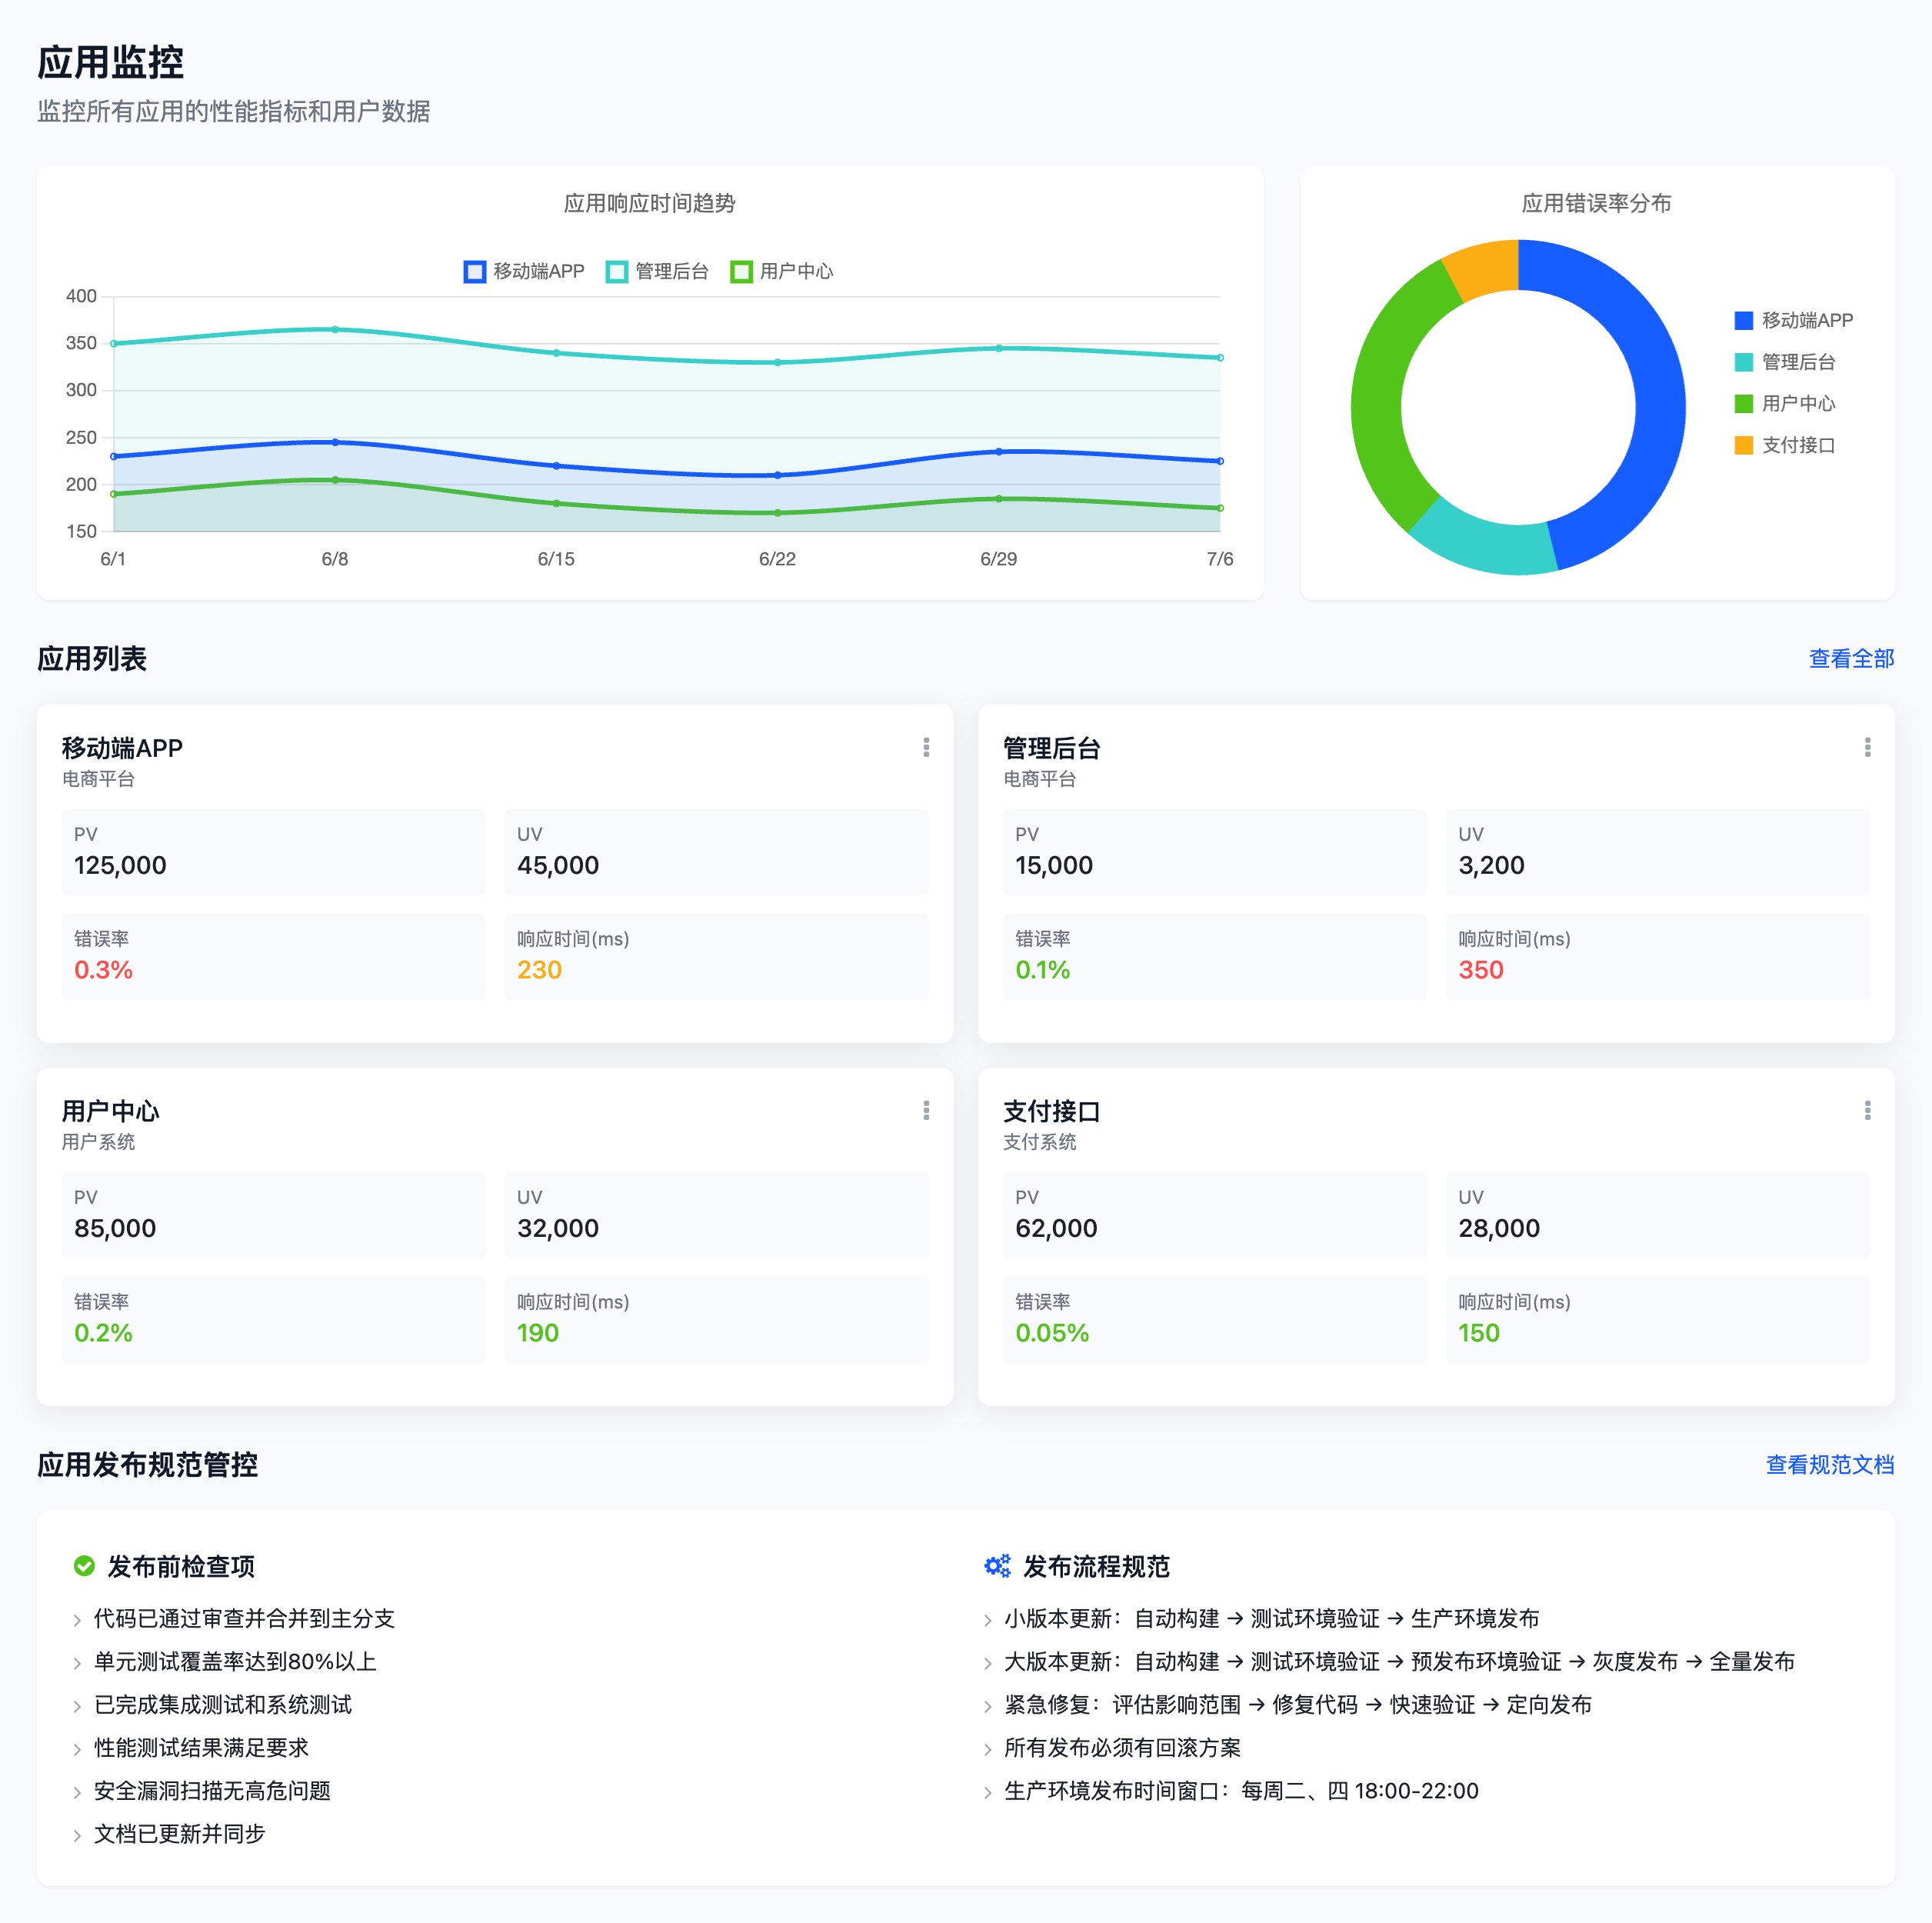 应用监控
监控所有应用的性能指标和用户数据
应用响应时间趋势
移动端APP 管理后台 用户中心
400
350
300
250
200
150
6/1 6/8 6/15 6/22 6/29 7/6
应用错误率分布
移动端APP
管理后台
用户中心
支付接口
应用列表
查看全部
移动端APP
电商平台
PV
125,000
UV
45,000
错误率
0.3%
响应时间(ms)
230
管理后台
电商平台
PV
15,000
UV
3,200
错误率
0.1%
响应时间(ms)
350
用户中心
用户系统
PV
85,000
UV
32,000
错误率
0.2%
响应时间(ms)
190
支付接口
支付系统
PV
62,000
UV
28,000
错误率
0.05%
响应时间(ms)
150
应用发布规范管控
查看规范文档
发布前检查项
代码已通过审查并合并到主分支
单元测试覆盖率达到80%以上
已完成集成测试和系统测试
性能测试结果满足要求
安全漏洞扫描无高危问题
文档已更新并同步
发布流程规范
小版本更新：自动构建 → 测试环境验证 → 生产环境发布
大版本更新：自动构建 → 测试环境验证 → 预发布环境验证 → 灰度发布 → 全量发布
紧急修复：评估影响范围 → 修复代码 → 快速验证 → 定向发布
所有发布必须有回滚方案
生产环境发布时间窗口：每周二、四 18:00-22:00